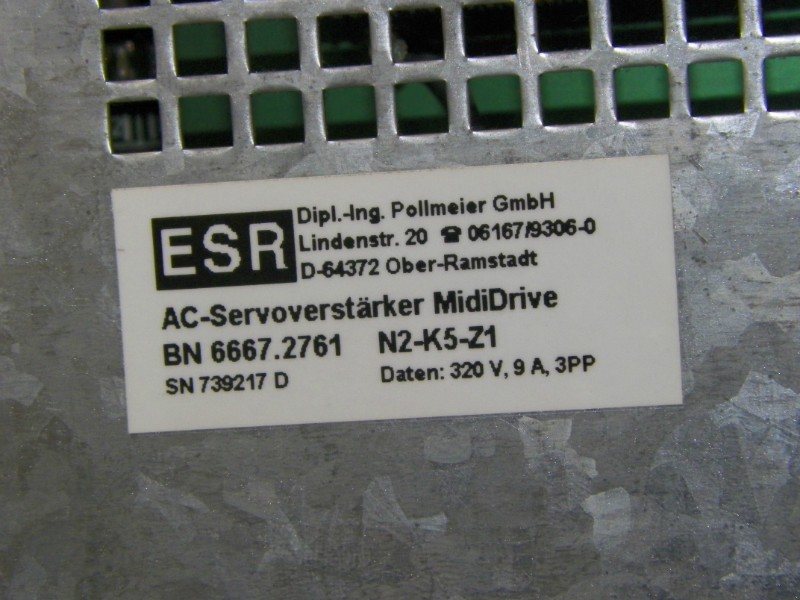 ESR Dipl.-Ing. Pollmeier GmbH
Lindenstr. 20 ☎ 06167/9306-0
D-64372 Ober-Ramstadt
AC-Servoverstärker MidiDrive
BN 6667.2761 N2-K5-Z1
SN 739217 D Daten: 320 V, 9 A, 3PP